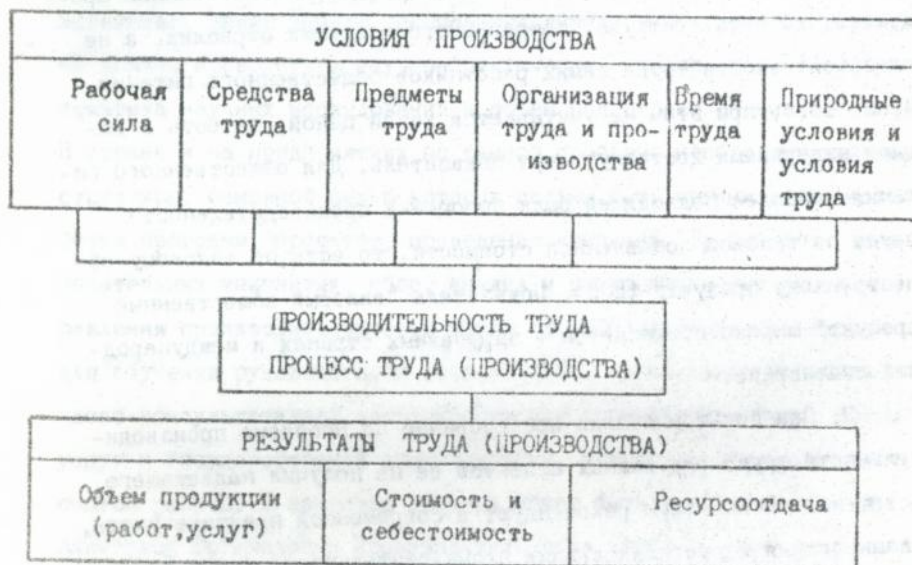 УСЛОВИЯ ПРОИЗВОДСТВА
Рабочая
сила
Средства
труда
Предметы
труда
Организация
труда и про-
изводства
Время
труда
Природные
условия и
условия
труда
ПРОИЗВОДИТЕЛЬНОСТЬ ТРУДА
ПРОЦЕСС ТРУДА (ПРОИЗВОДСТВА)
РЕЗУЛЬТАТЫ ТРУДА (ПРОИЗВОДСТВА)
Объем продукции
(работ,услуг)
Стоимость и
себестоимость
Ресурсоотдача